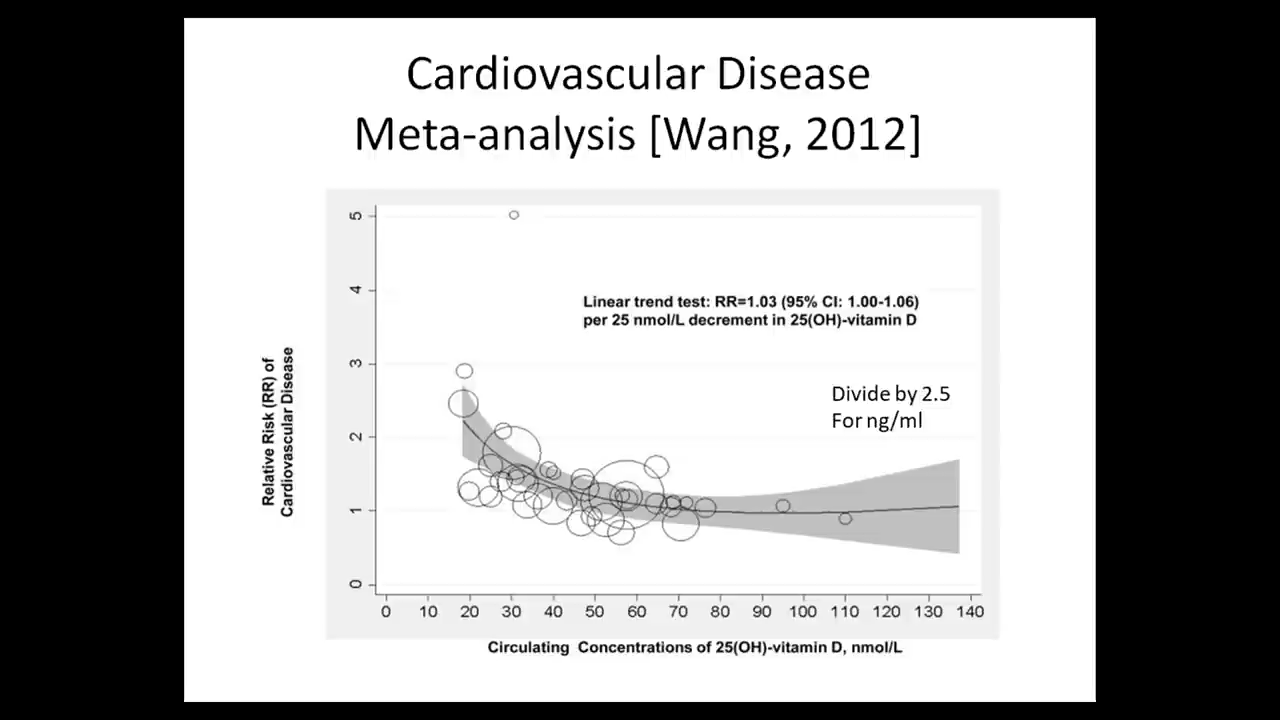 Cardiovascular Disease
Meta-analysis [Wang, 2012]
5
4
3
2
1
0
Relative Risk (RR) of
Cardiovascular Disease
Linear trend test: RR=1.03 (95% CI: 1.00-1.06)
per 25 nmol/L decrement in 25(OH)-vitamin D
Divide by 2.5
For ng/ml
0 10 20 30 40 50 60 70 80 90 100 110 120 130 140
Circulating Concentrations of 25(OH)-vitamin D, nmol/L